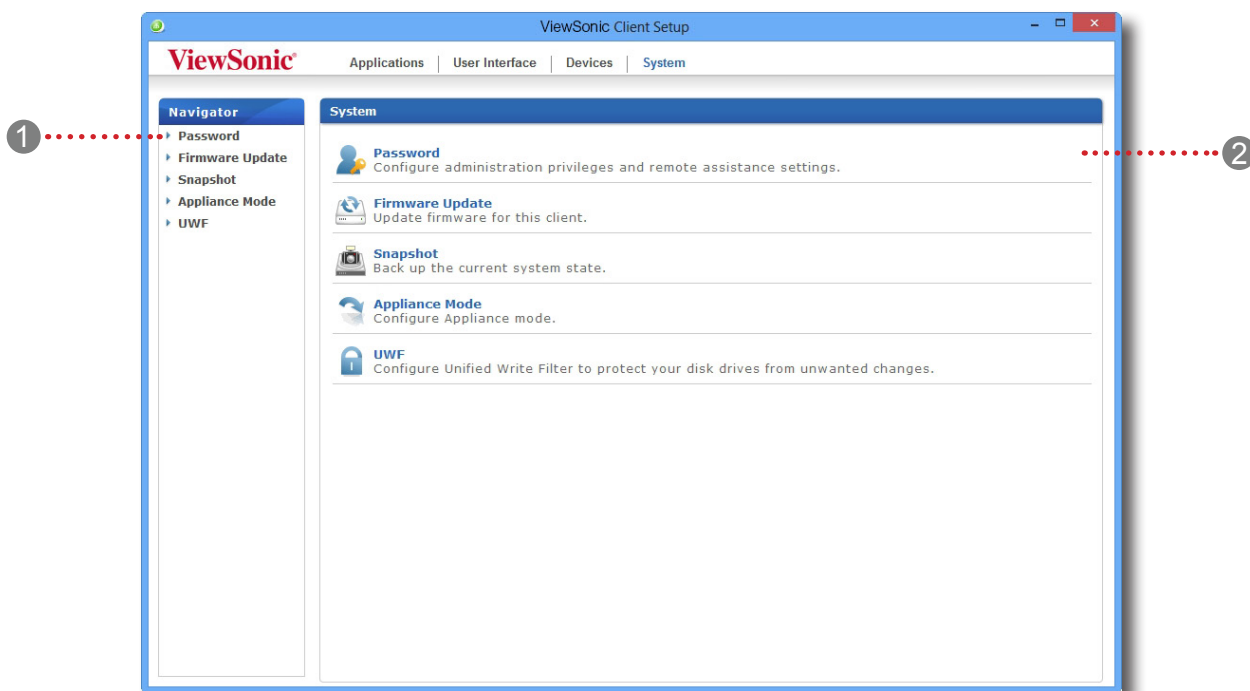 ViewSonic Client Setup
ViewSonic®
Applications | User Interface | Devices | System
Navigator
Password
Firmware Update
Snapshot
Appliance Mode
UWF
System
Password
Configure administration privileges and remote assistance settings.
Firmware Update
Update firmware for this client.
Snapshot
Back up the current system state.
Appliance Mode
Configure Appliance mode.
UWF
Configure Unified Write Filter to protect your disk drives from unwanted changes.
1
2